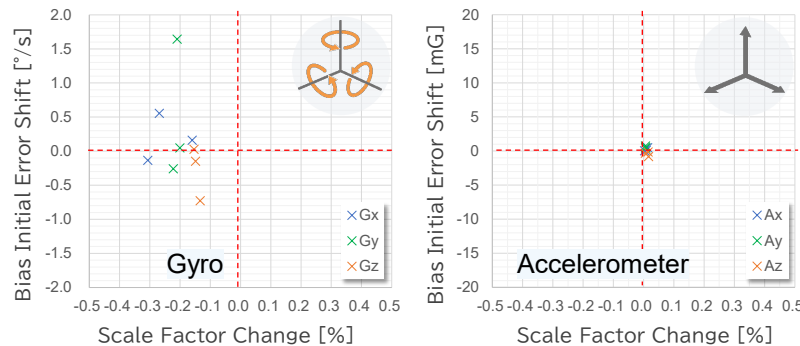 Bias Initial Error Shift [°/s]
2.0
1.5
1.0
0.5
0.0
-0.5
-1.0
-1.5
-2.0
Gx
Gy
Gz
Gyro
-0.5 -0.4 -0.3 -0.2 -0.1 0.0 0.1 0.2 0.3 0.4 0.5
Scale Factor Change [%]
Bias Initial Error Shift [mG]
20
15
10
5
0
-5
-10
-15
-20
Ax
Ay
Az
Accelerometer
-0.5 -0.4 -0.3 -0.2 -0.1 0.0 0.1 0.2 0.3 0.4 0.5
Scale Factor Change [%]